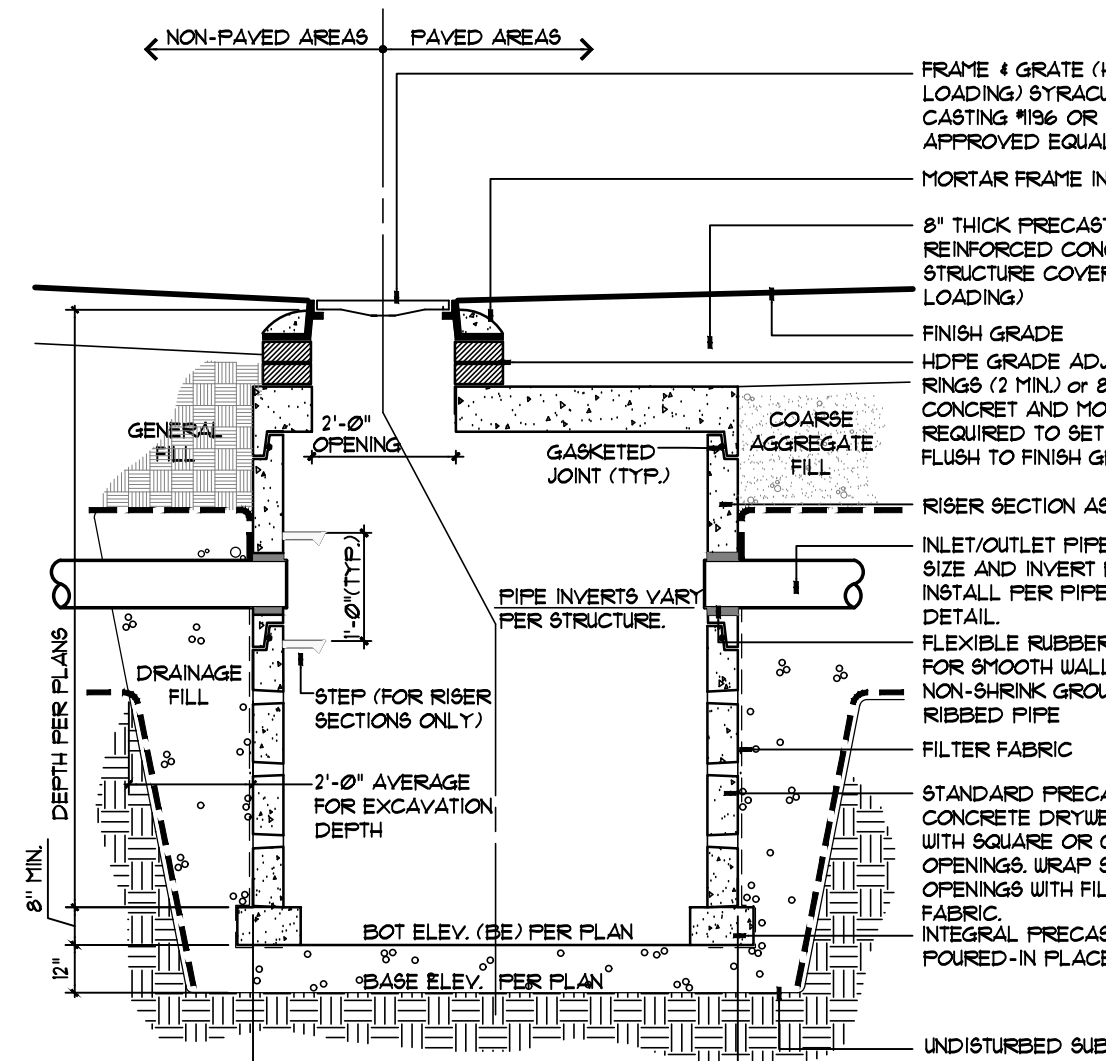 NON-PAVED AREAS
PAVED AREAS
FRAME & GRATE (H
LOADING) SYRACU
CASTING #1196 OR
APPROVED EQUAL
MORTAR FRAME IN
8" THICK PRECAST
REINFORCED CONC
STRUCTURE COVER
LOADING)
FINISH GRADE
HDPE GRADE ADJ
RINGS (2 MIN.) or 8
CONCRET AND MO
REQUIRED TO SET
FLUSH TO FINISH G
GENERAL
FILL
2'-0"
OPENING
GASKETED
JOINT (TYP.)
COARSE
AGGREGATE
FILL
RISER SECTION AS
1'-0"(TYP.)
INLET/OUTLET PIPE
SIZE AND INVERT
INSTALL PER PIPE
DETAIL.
PIPE INVERTS VARY
PER STRUCTURE.
FLEXIBLE RUBBER
FOR SMOOTH WALL
NON-SHRINK GROU
RIBBED PIPE
DRAINAGE
FILL
STEP (FOR RISER
SECTIONS ONLY)
FILTER FABRIC
DEPTH PER PLANS
2'-0" AVERAGE
FOR EXCAVATION
DEPTH
STANDARD PRECA
CONCRETE DRYWE
WITH SQUARE OR
OPENINGS. WRAP S
OPENINGS WITH FIL
FABRIC.
8" MIN.
BOT ELEV. (BE) PER PLAN
INTEGRAL PRECAS
POURED-IN PLACE
12"
BASE ELEV. PER PLAN
UNDISTURBED SUB